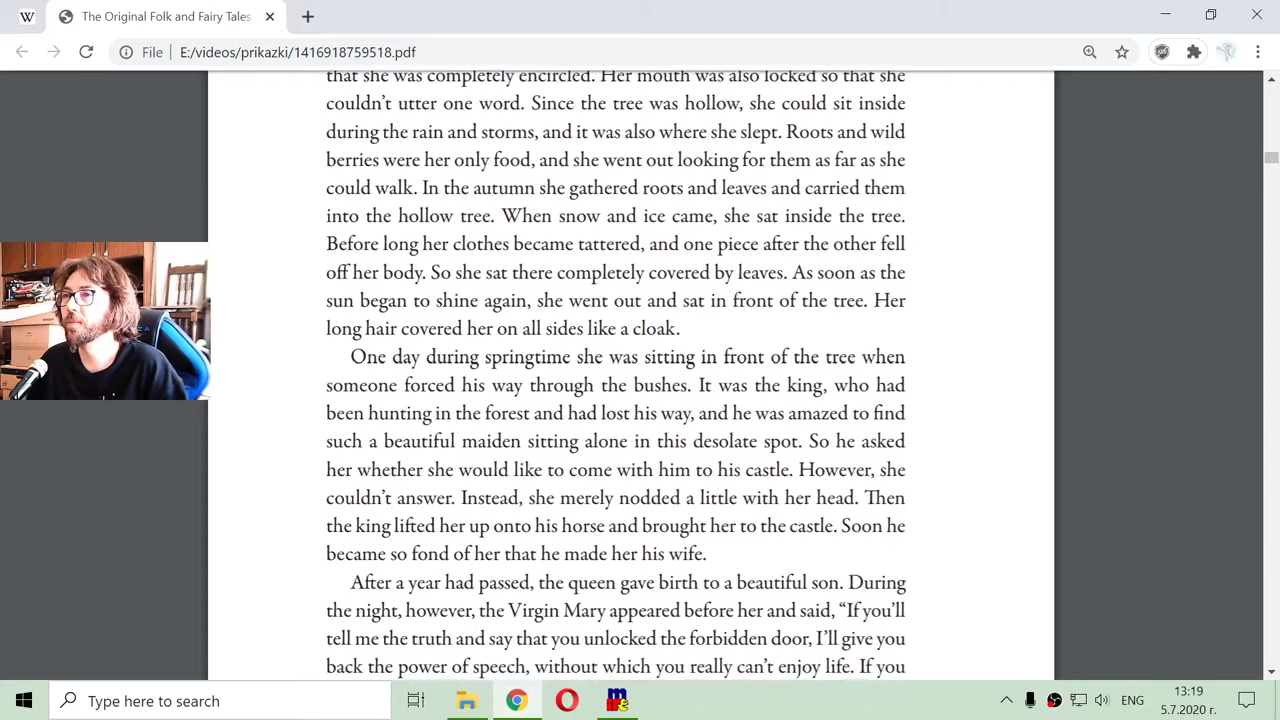 W
The Original Folk and Fairy Tales
File
E:/videos/prikazki/1416918759518.pdf
that she was completely encircled. Her mouth was also locked so that she
couldn’t utter one word. Since the tree was hollow, she could sit inside
during the rain and storms, and it was also where she slept. Roots and wild
berries were her only food, and she went out looking for them as far as she
could walk. In the autumn she gathered roots and leaves and carried them
into the hollow tree. When snow and ice came, she sat inside the tree.
Before long her clothes became tattered, and one piece after the other fell
off her body. So she sat there completely covered by leaves. As soon as the
sun began to shine again, she went out and sat in front of the tree. Her
long hair covered her on all sides like a cloak.
One day during springtime she was sitting in front of the tree when
someone forced his way through the bushes. It was the king, who had
been hunting in the forest and had lost his way, and he was amazed to find
such a beautiful maiden sitting alone in this desolate spot. So he asked
her whether she would like to come with him to his castle. However, she
couldn’t answer. Instead, she merely nodded a little with her head. Then
the king lifted her up onto his horse and brought her to the castle. Soon he
became so fond of her that he made her his wife.
After a year had passed, the queen gave birth to a beautiful son. During
the night, however, the Virgin Mary appeared before her and said, “If you’ll
tell me the truth and say that you unlocked the forbidden door, I’ll give you
back the power of speech, without which you really can’t enjoy life. If you
Type here to search
ЕНГ
13:19
5.7.2020 г.